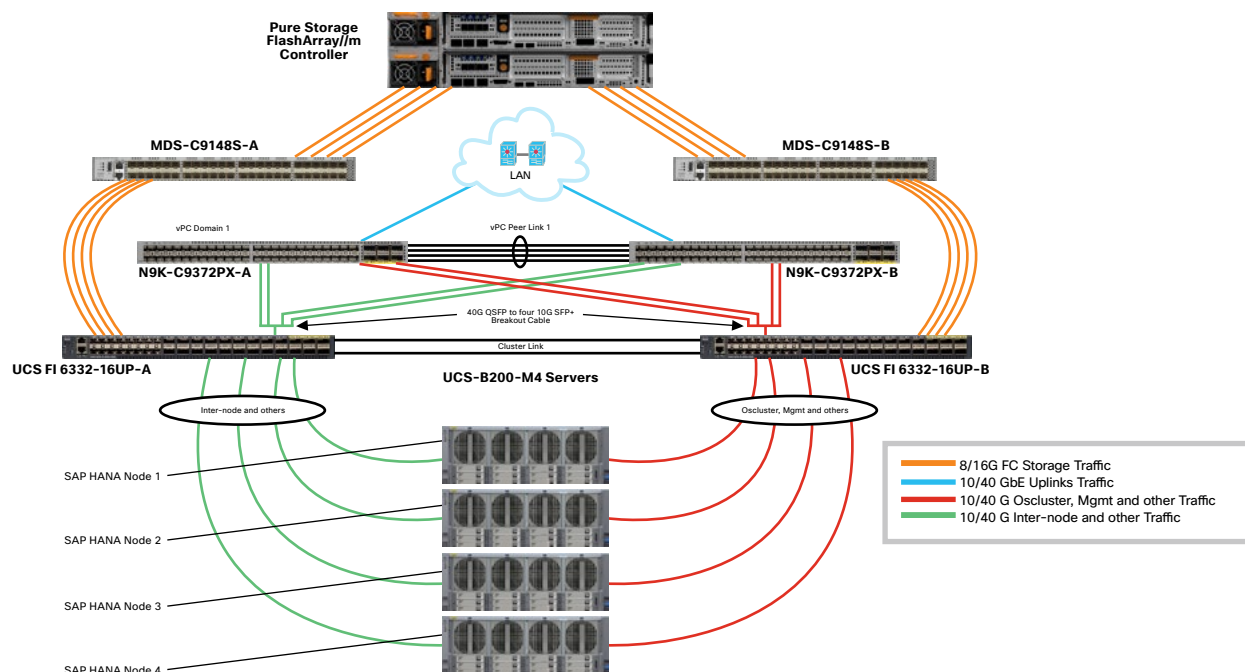 Pure Storage
FlashArray//m
Controller
MDS-C9148S-A
MDS-C9148S-B
LAN
vPC Domain 1
vPC Peer Link 1
N9K-C9372PX-A
N9K-C9372PX-B
40G QSFP to four 10G SFP+
Breakout Cable
Cluster Link
UCS FI 6332-16UP-A
UCS-B200-M4 Servers
UCS FI 6332-16UP-B
Inter-node and others
Oscluster, Mgmt and others
8/16G FC Storage Traffic
10/40 GbE Uplinks Traffic
10/40 G Oscluster, Mgmt and other Traffic
10/40 G Inter-node and other Traffic
SAP HANA Node 1
SAP HANA Node 2
SAP HANA Node 3
SAP HANA Node 4